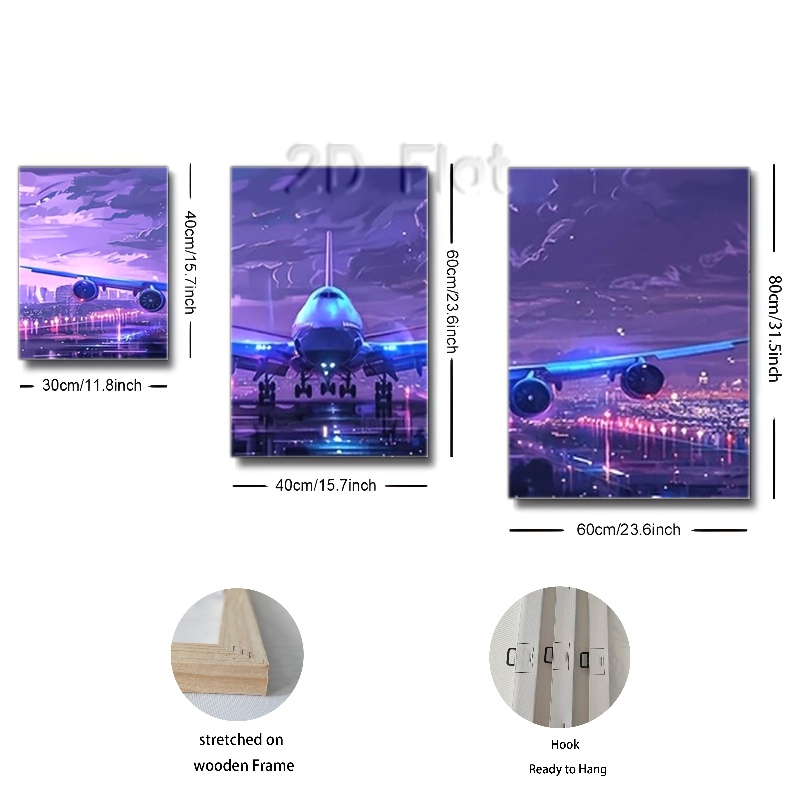 2D Flat
40cm/15.7inch
60cm/23.6inch
80cm/31.5inch
30cm/11.8inch
40cm/15.7inch
60cm/23.6inch
stretched on
wooden Frame
Hook
Ready to Hang